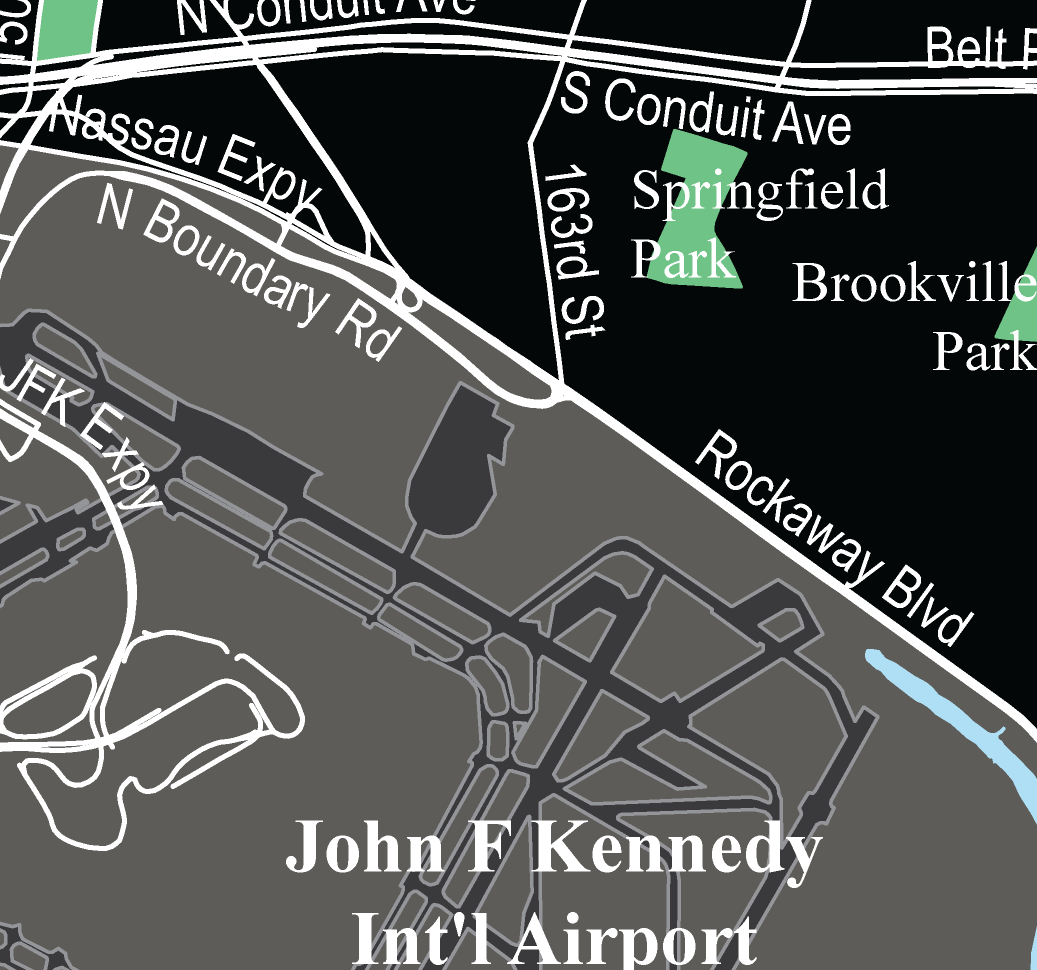 N Conduit Ave
Belt
S Conduit Ave
Nassau Expy
N Boundary Rd
163rd St
Springfield
Park
Brookville
Park
JFK Expy
Rockaway Blvd
John F Kennedy
Int'l Airport